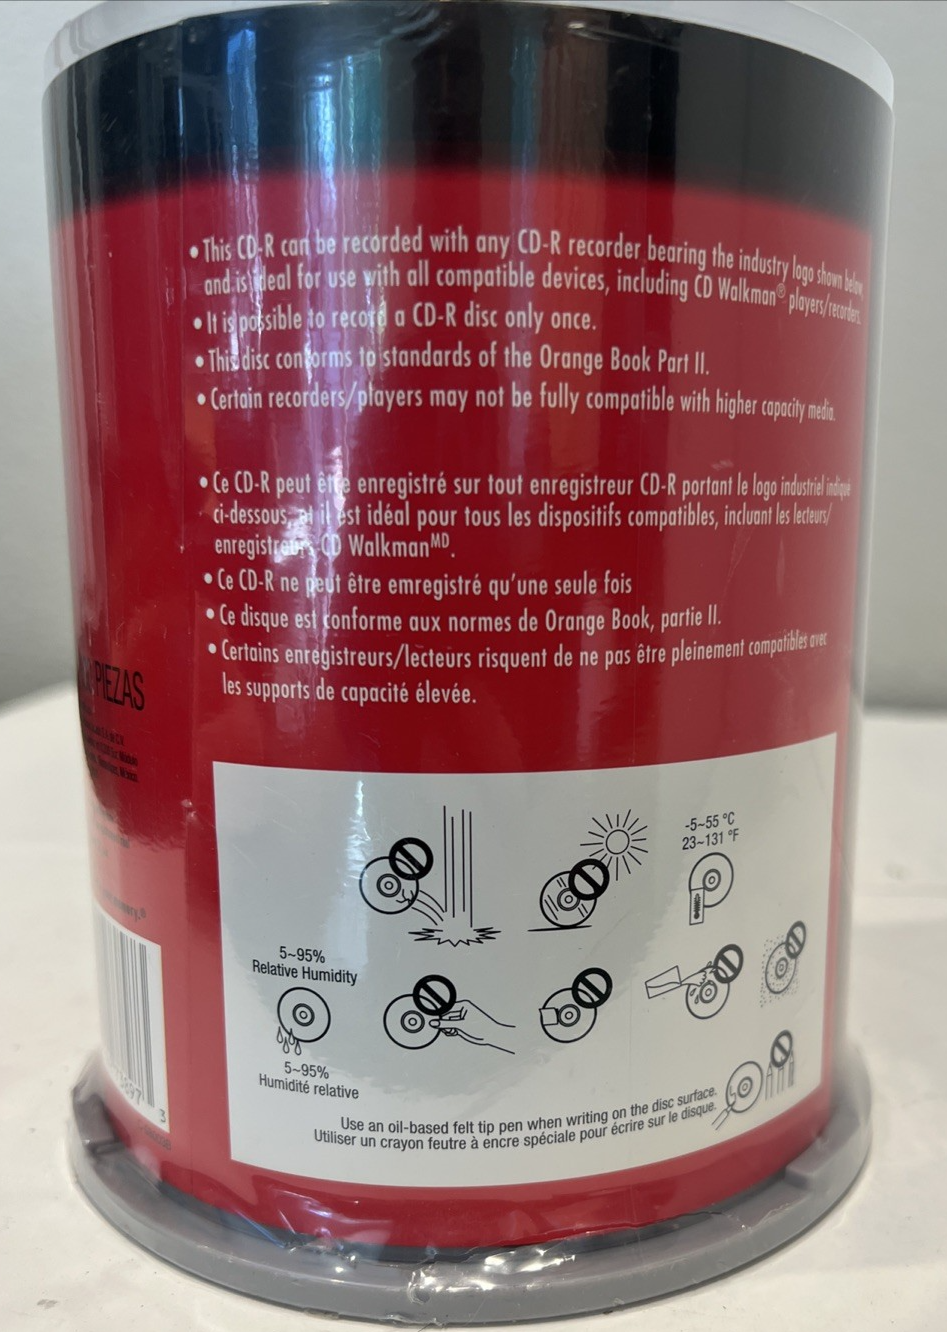 • This CD-R can be recorded with any CD-R recorder bearing the industry logo shown below,
and is ideal for use with all compatible devices, including CD Walkman® players/recorders.
• It is possible to record a CD-R disc only once.
• This disc conforms to standards of the Orange Book Part II.
• Certain recorders/players may not be fully compatible with higher capacity media.
• Ce CD-R peut être enregistré sur tout enregistreur CD-R portant le logo industriel indiqué
ci-dessous, et il est idéal pour tous les dispositifs compatibles, incluant les lecteurs/
enregistreurs CD Walkman MD.
• Ce CD-R ne peut être emregistré qu'une seule fois
• Ce disque est conforme aux normes de Orange Book, partie II.
• Certains enregistreurs/lecteurs risquent de ne pas être pleinement compatibles avec
les supports de capacité élevée.
PIEZAS
-5~55 °C
23~131 °F
5~95%
Relative Humidity
5~95%
Humidité relative
Use an oil-based felt tip pen when writing on the disc surface.
Utiliser un crayon feutre à encre spéciale pour écrire sur le disque.
3